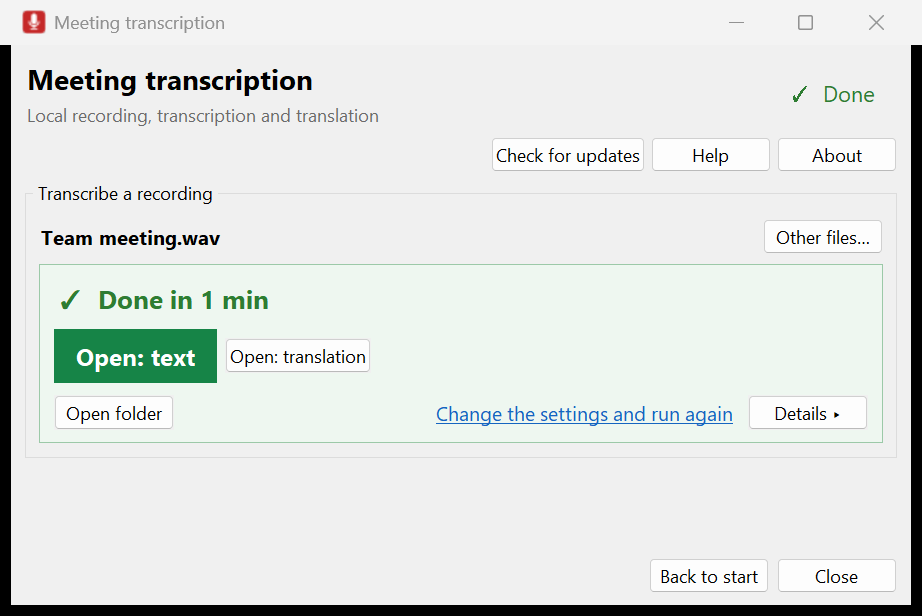 Meeting transcription
Meeting transcription
✓ Done
Local recording, transcription and translation
Check for updates Help About
Transcribe a recording
Team meeting.wav Other files...
✓ Done in 1 min
Open: text Open: translation
Open folder Change the settings and run again Details ▸
Back to start Close